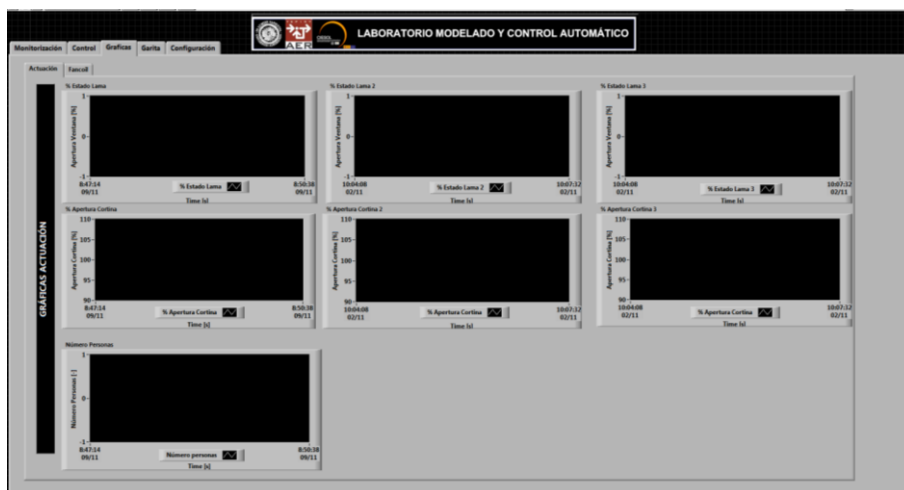 LABORATORIO MODELADO Y CONTROL AUTOMÁTICO
AER
Monitorización Control Graficas Garita Configuración
Actuación Fancoil
GRÁFICAS ACTUACIÓN
% Estado Lama
Apertura Ventana [%]
1
0
-1
8:47:14
09/11
% Estado Lama
8:50:38
09/11
Time [s]
% Estado Lama 2
Apertura Ventana [%]
1
0
-1
10:04:08
02/11
% Estado Lama 2
10:07:32
02/11
Time [s]
% Estado Lama 3
Apertura Ventana [%]
1
0
-1
10:04:08
02/11
% Estado Lama 3
10:07:32
02/11
Time [s]
% Apertura Cortina
Apertura Cortina [%]
110
105
100
95
90
8:47:14
09/11
% Apertura Cortina
8:50:38
09/11
Time [s]
% Apertura Cortina 2
Apertura Cortina [%]
110
105
100
95
90
10:04:08
02/11
% Apertura Cortina
10:07:32
02/11
Time [s]
% Apertura Cortina 3
Apertura Cortina [%]
110
105
100
95
90
10:04:08
02/11
% Apertura Cortina
10:07:32
02/11
Time [s]
Número Personas
Número Personas [-]
1
0
-1
8:47:14
09/11
Número personas
8:50:38
09/11
Time [s]